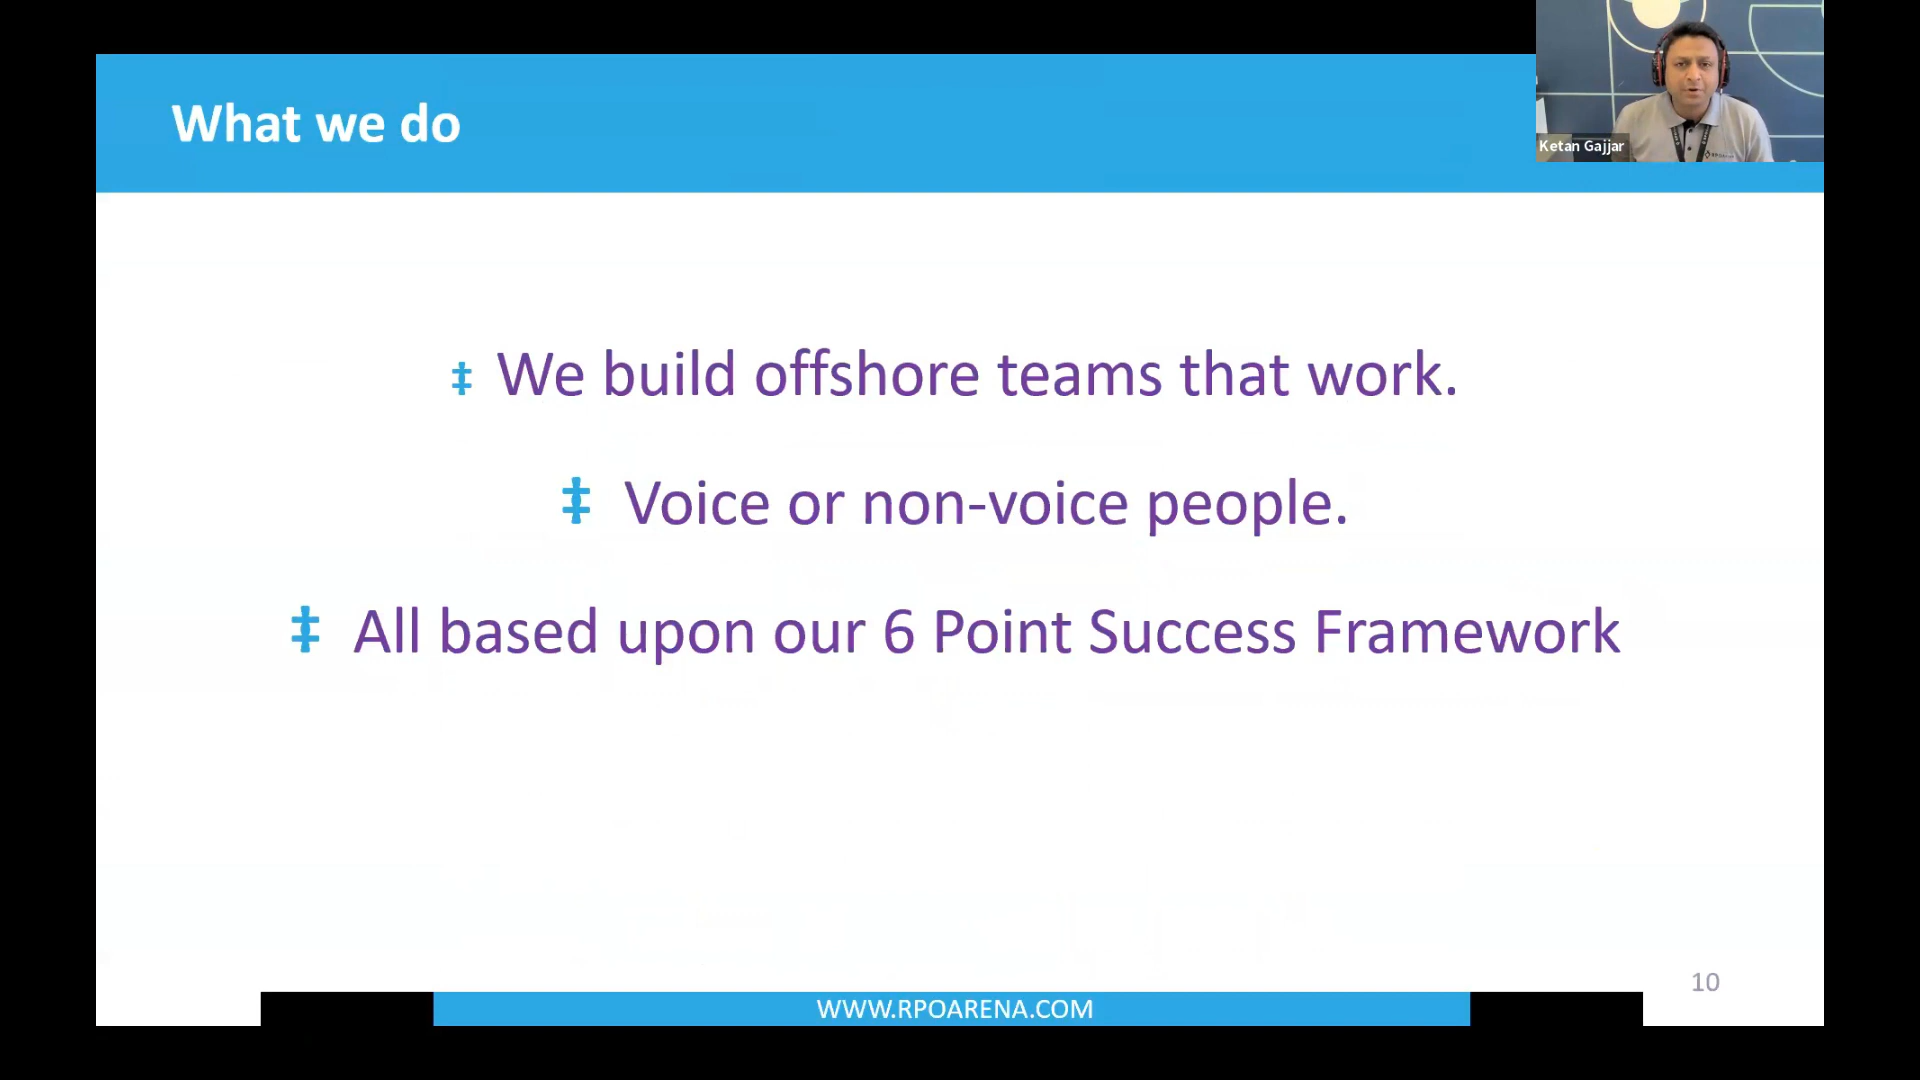 What we do
Ketan Gajjar
‡ We build offshore teams that work.
‡ Voice or non-voice people.
‡ All based upon our 6 Point Success Framework
10
WWW.RPOARENA.COM